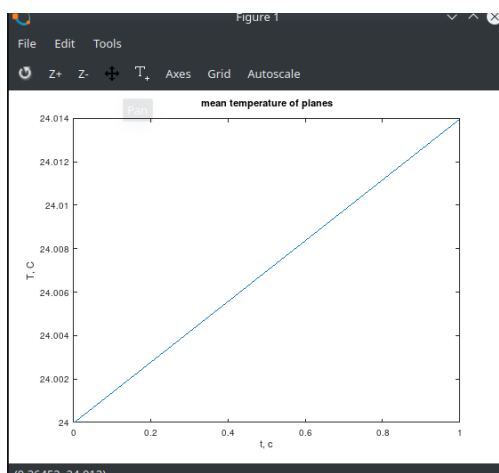 Figure 1
File Edit Tools
Z+ Z- T+ Axes Grid Autoscale
Pan
mean temperature of planes
24.014
24.012
24.01
24.008
24.006
24.004
24.002
24
T, C
0 0.2 0.4 0.6 0.8 1
t, c